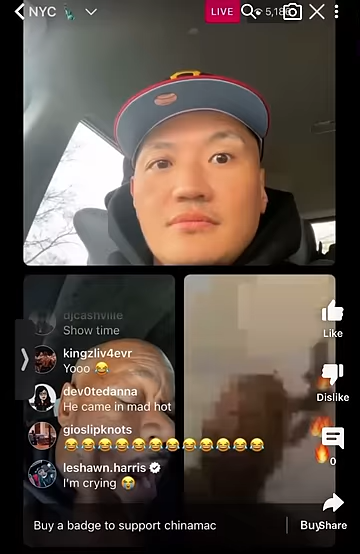 NYC 🗽
LIVE
5,18
djcashville
Show time
kingzliv4evr
Yooo 😂
dev0tedanna
He came in mad hot
gioslipknots
😂😂😂😂😂😂😂😂😂😂😂😂😂
leshawn.harris
I'm crying 😭
Like
Dislike
0
Buy a badge to support chinamac
Buy
Share